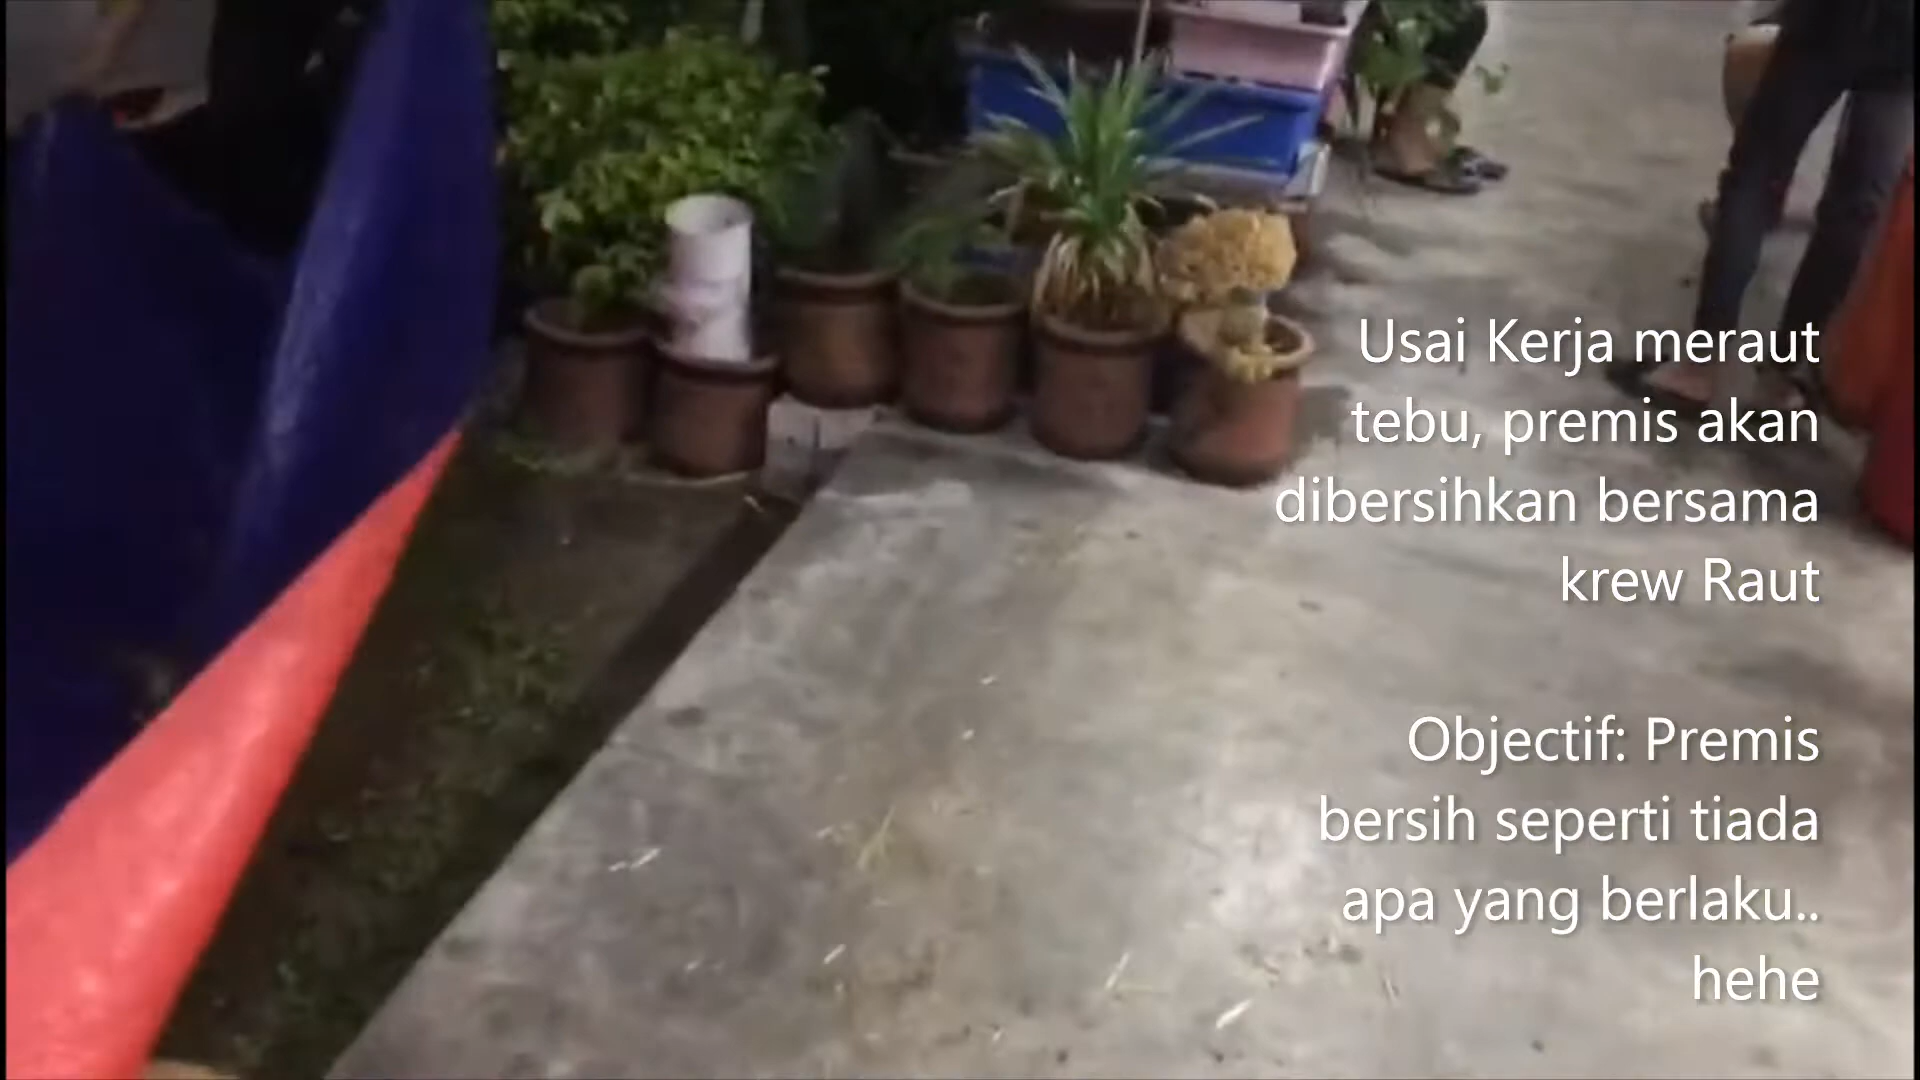 Usai Kerja meraut
tebu, premis akan
dibersihkan bersama
krew Raut
Objectif: Premis
bersih seperti tiada
apa yang berlaku..
hehe